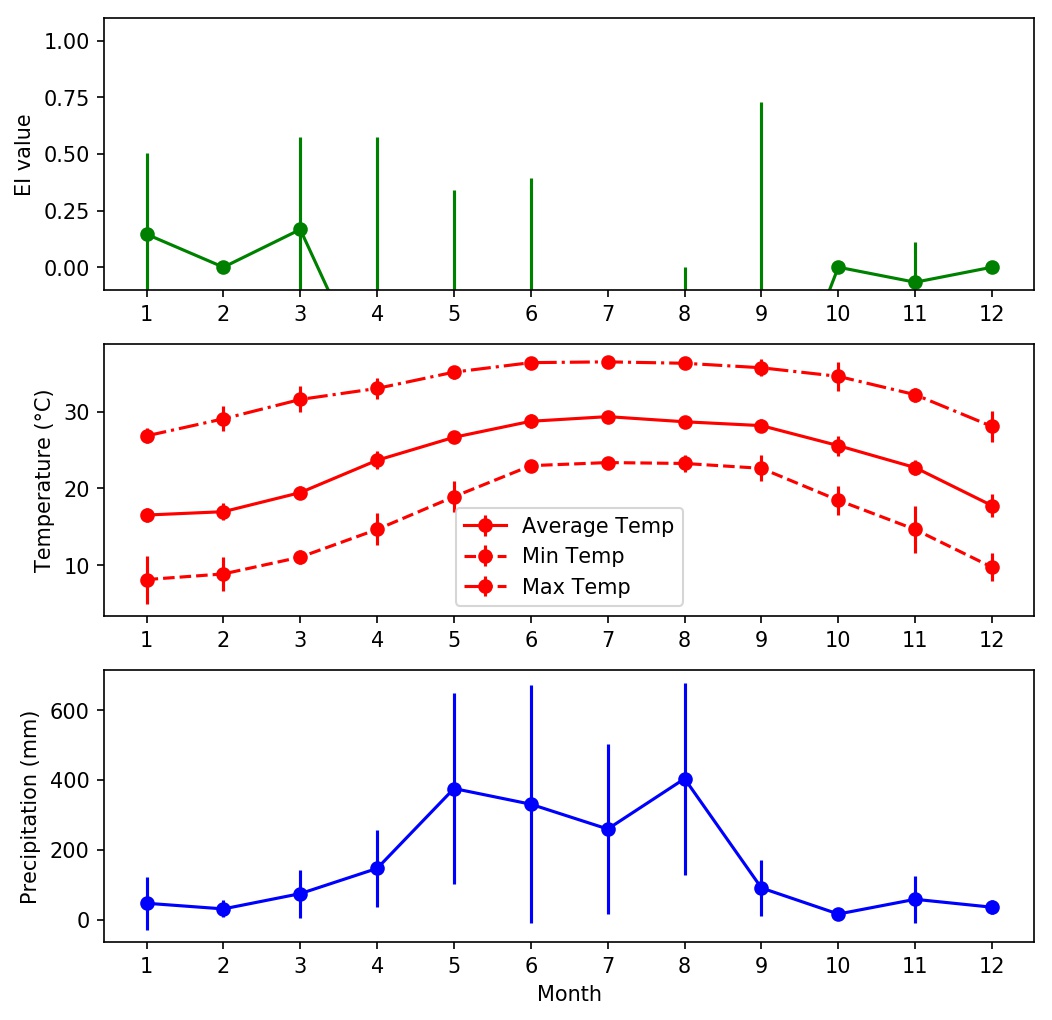 1.00
0.75
0.50
0.25
0.00
EI value
1 2 3 4 5 6 7 8 9 10 11 12
30
20
10
Temperature (°C)
Average Temp
Min Temp
Max Temp
1 2 3 4 5 6 7 8 9 10 11 12
600
400
200
0
Precipitation (mm)
1 2 3 4 5 6 7 8 9 10 11 12
Month